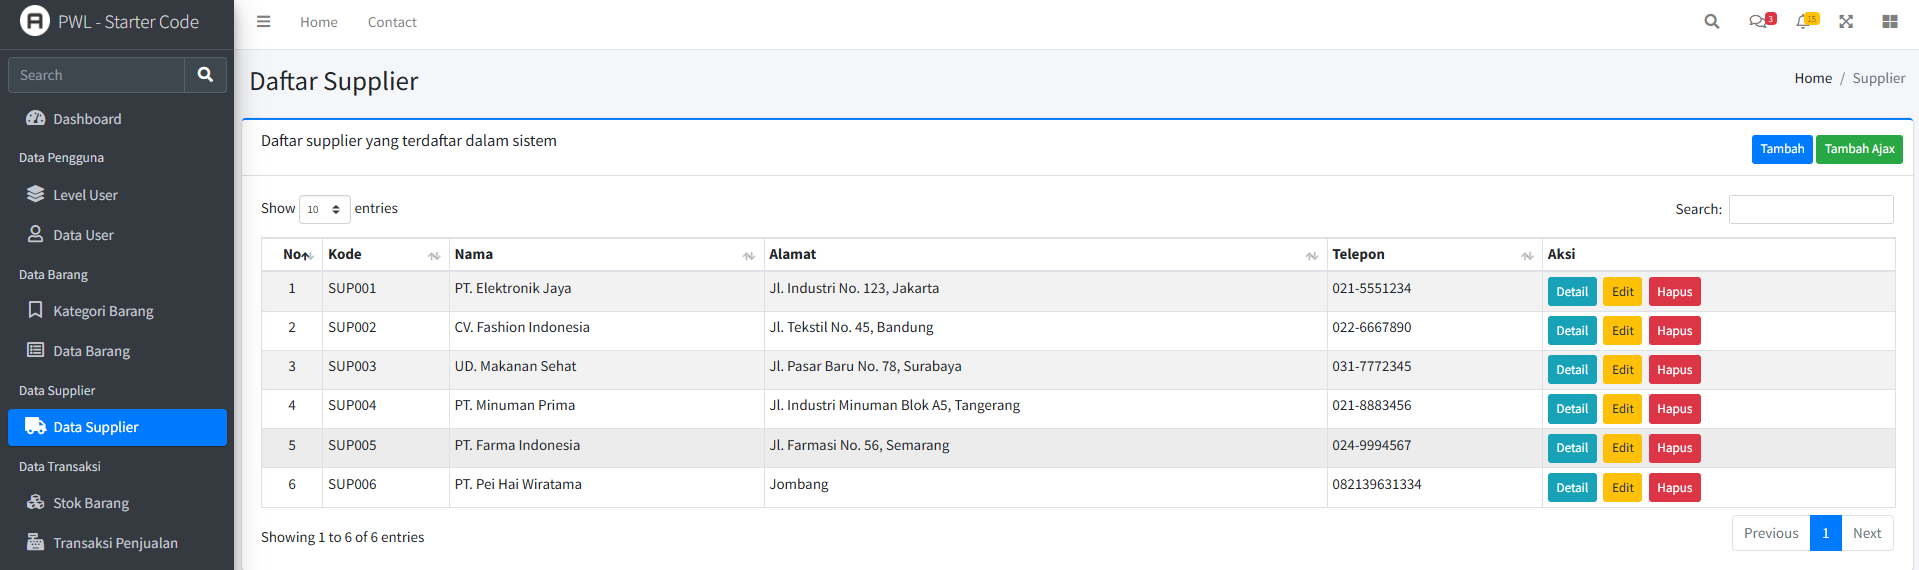 A PWL - Starter Code
Home Contact 3 15
Search
Daftar Supplier
Home / Supplier
Dashboard
Data Pengguna
Level User
Data User
Data Barang
Kategori Barang
Data Barang
Data Supplier
Data Supplier
Data Transaksi
Stok Barang
Transaksi Penjualan
Daftar supplier yang terdaftar dalam sistem
Tambah Tambah Ajax
Show 10 entries
Search:
No Kode Nama Alamat Telepon Aksi
1 SUP001 PT. Elektronik Jaya Jl. Industri No. 123, Jakarta 021-5551234 Detail Edit Hapus
2 SUP002 CV. Fashion Indonesia Jl. Tekstil No. 45, Bandung 022-6667890 Detail Edit Hapus
3 SUP003 UD. Makanan Sehat Jl. Pasar Baru No. 78, Surabaya 031-7772345 Detail Edit Hapus
4 SUP004 PT. Minuman Prima Jl. Industri Minuman Blok A5, Tangerang 021-8883456 Detail Edit Hapus
5 SUP005 PT. Farma Indonesia Jl. Farmasi No. 56, Semarang 024-9994567 Detail Edit Hapus
6 SUP006 PT. Pei Hai Wiratama Jombang 082139631334 Detail Edit Hapus
Showing 1 to 6 of 6 entries
Previous 1 Next